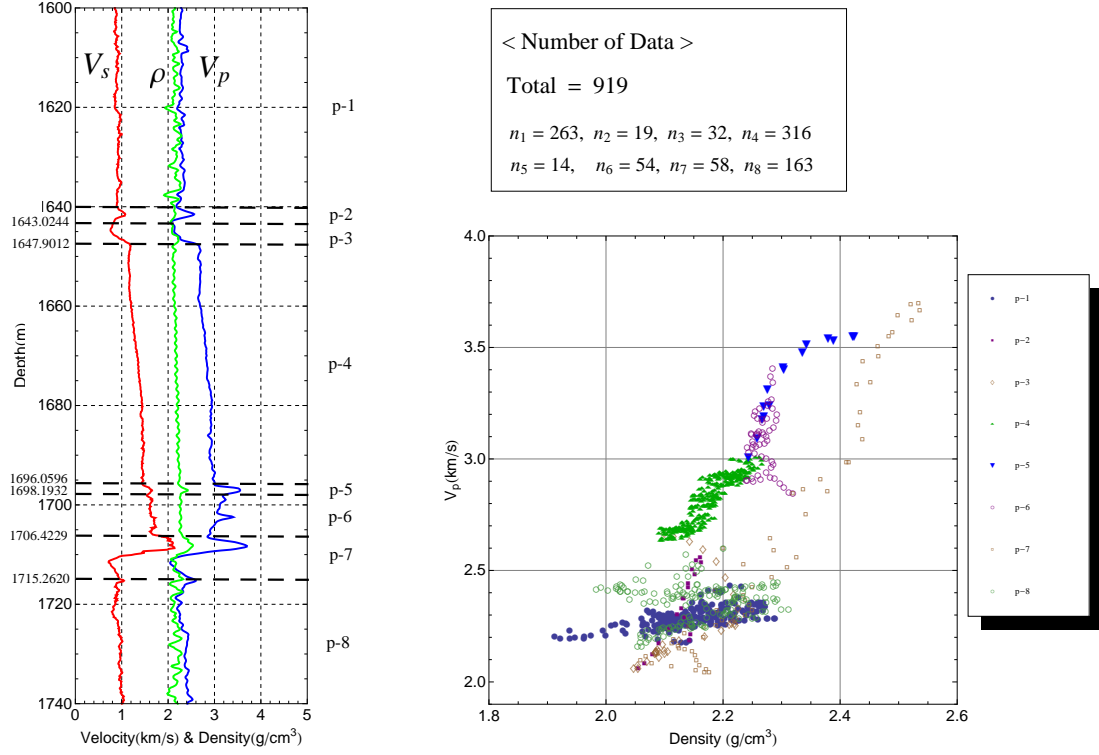 1600
1620
1640
1643.0244
1647.9012
1660
1680
1696.0596
1698.1932
1700
1706.4229
1715.2620
1720
1740
Depth(m)
V_s
ρ
V_p
p-1
p-2
p-3
p-4
p-5
p-6
p-7
p-8
0 1 2 3 4 5
Velocity(km/s) & Density(g/cm³)
< Number of Data >
Total = 919
n₁ = 263, n₂ = 19, n₃ = 32, n₄ = 316
n₅ = 14, n₆ = 54, n₇ = 58, n₈ = 163
4.0
3.5
3.0
2.5
2.0
V_p(km/s)
1.8 2.0 2.2 2.4 2.6
Density (g/cm³)
p-1
p-2
p-3
p-4
p-5
p-6
p-7
p-8